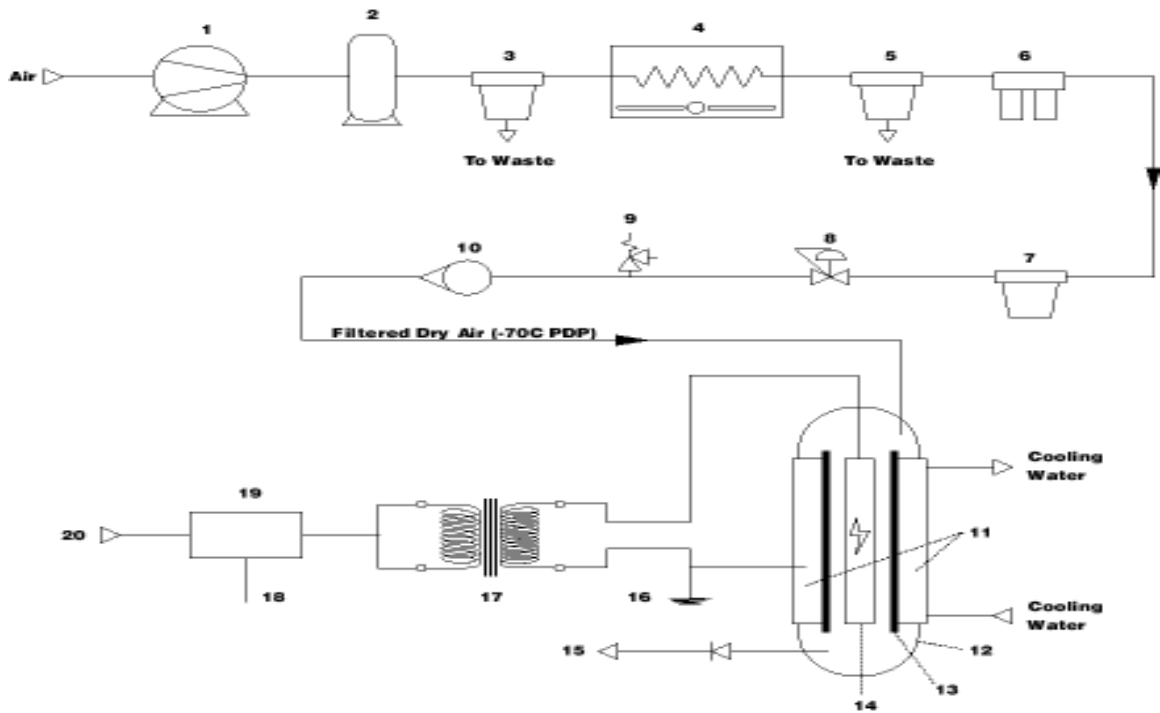 1
2
3
4
5
6
Air
To Waste
To Waste
9
8
10
7
Filtered Dry Air (-70C PDP)
Cooling
Water
19
20
11
18
17
16
Cooling
Water
15
12
13
14